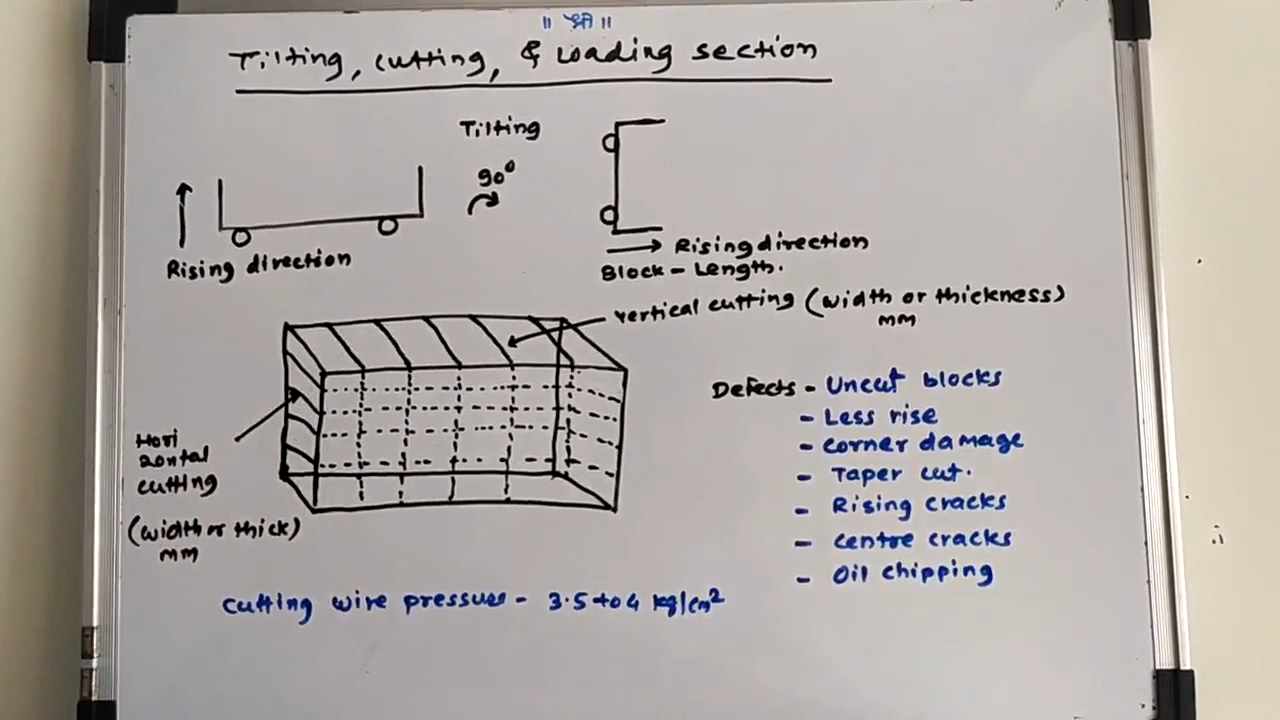 ॥ श्री ॥
Tilting, cutting, & Loading section
Tilting
90°
Rising direction
Rising direction
Block - Length.
vertical cutting (width or thickness)
mm
Hori
zontal
cutting
(width or thick)
mm
Defects - Uncut blocks
- Less rise
- corner damage
- Taper cut.
- Rising cracks
- centre cracks
- Oil chipping
cutting wire pressure - 3.5 to 4 kg/cm²